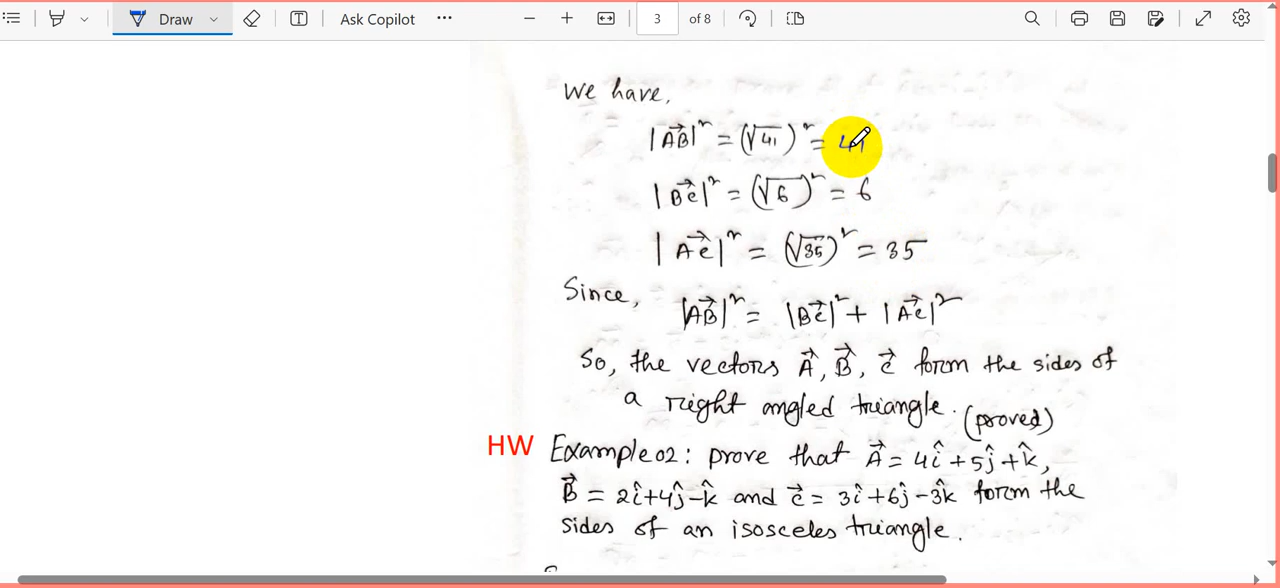 Draw Ask Copilot 3 of 8
We have,
|AB⃗|² = (√41)² = 41
|BC⃗|² = (√6)² = 6
|AC⃗|² = (√35)² = 35
Since,
|AB⃗|² = |BC⃗|² + |AC⃗|²
So, the vectors A⃗, B⃗, C⃗ form the sides of
a right angled triangle. (proved)
HW Example 02: prove that A⃗ = 4î + 5ĵ + k̂,
B⃗ = 2î + 4ĵ - k̂ and C⃗ = 3î + 6ĵ - 3k̂ form the
sides of an isosceles triangle.